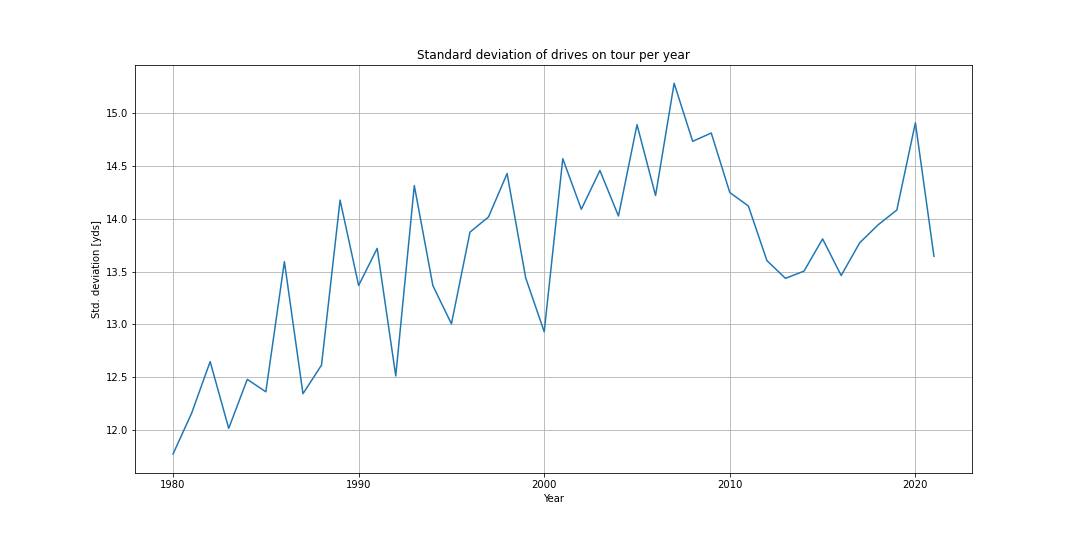 Standard deviation of drives on tour per year
Std. deviation [yds]
15.0
14.5
14.0
13.5
13.0
12.5
12.0
1980 1990 2000 2010 2020
Year